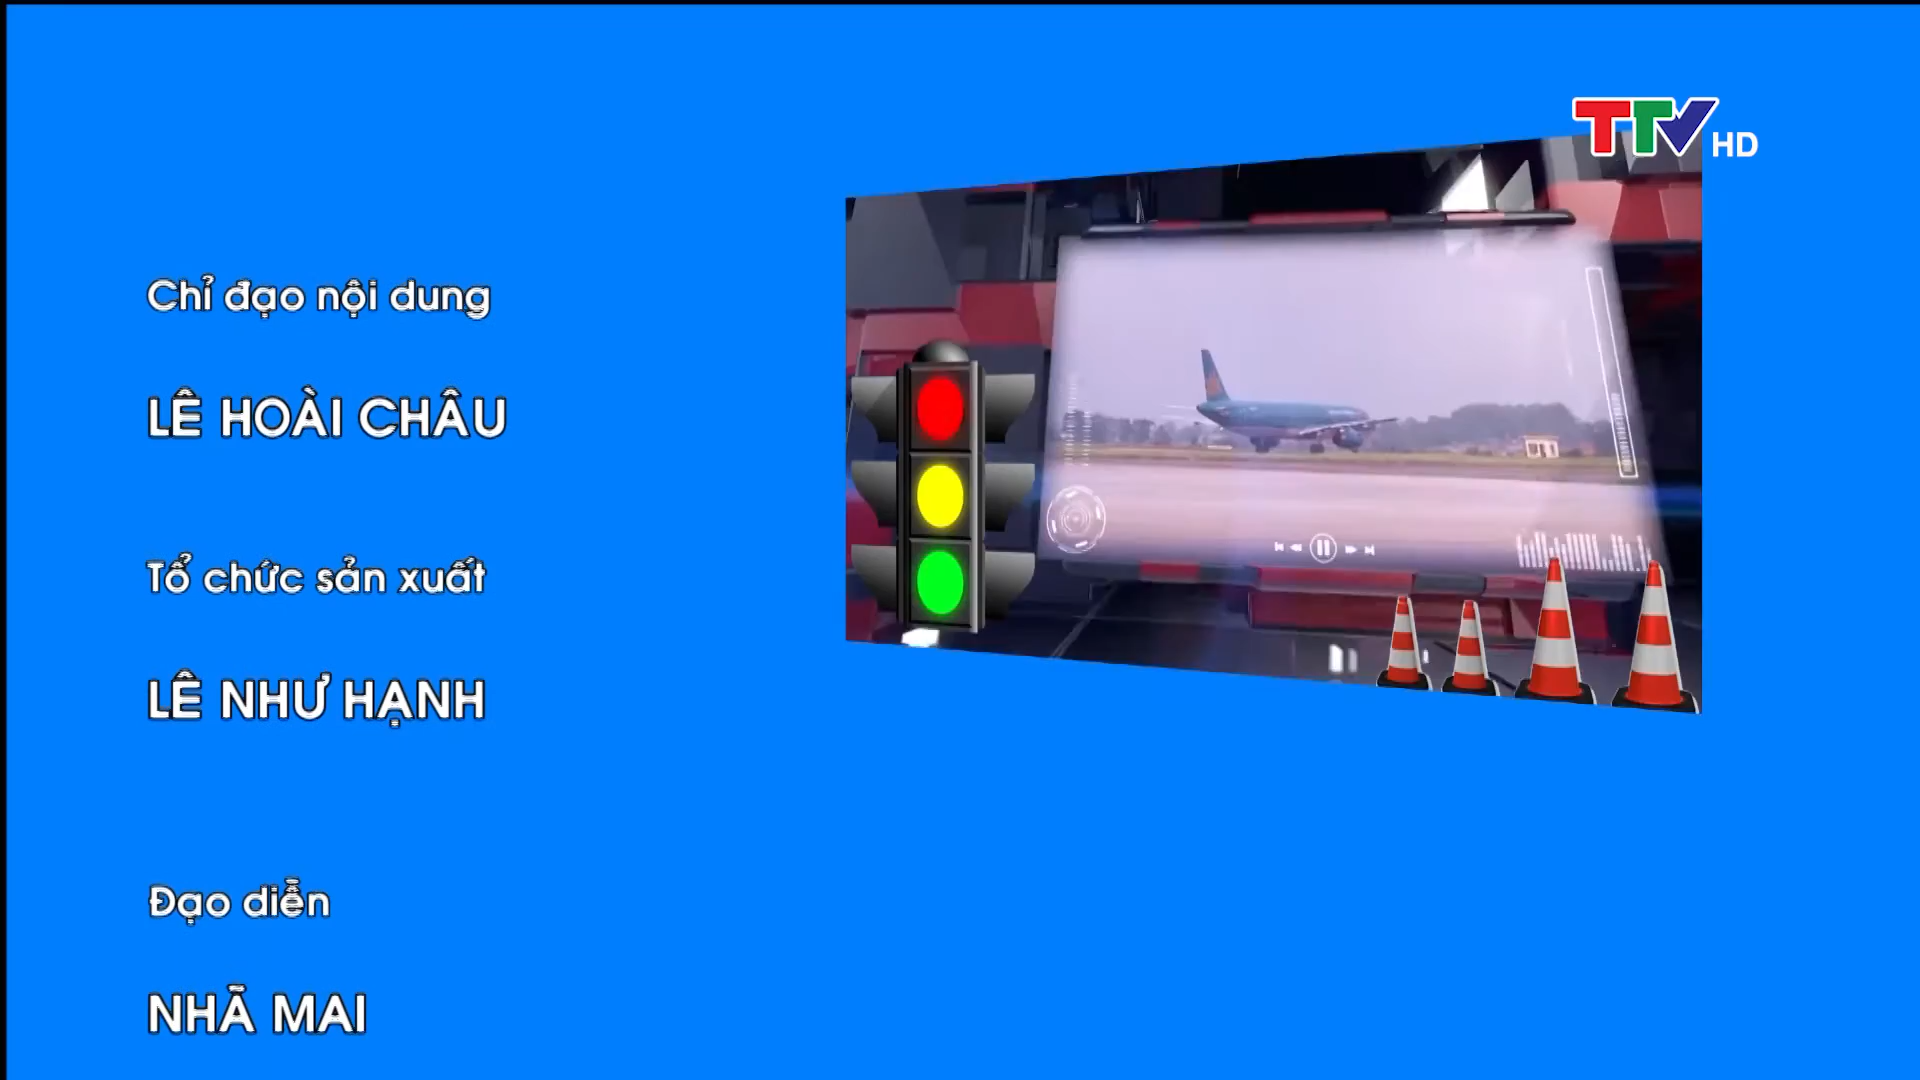 TTV HD
Chỉ đạo nội dung
LÊ HOÀI CHÂU
Tổ chức sản xuất
LÊ NHƯ HẠNH
Đạo diễn
NHÃ MAI